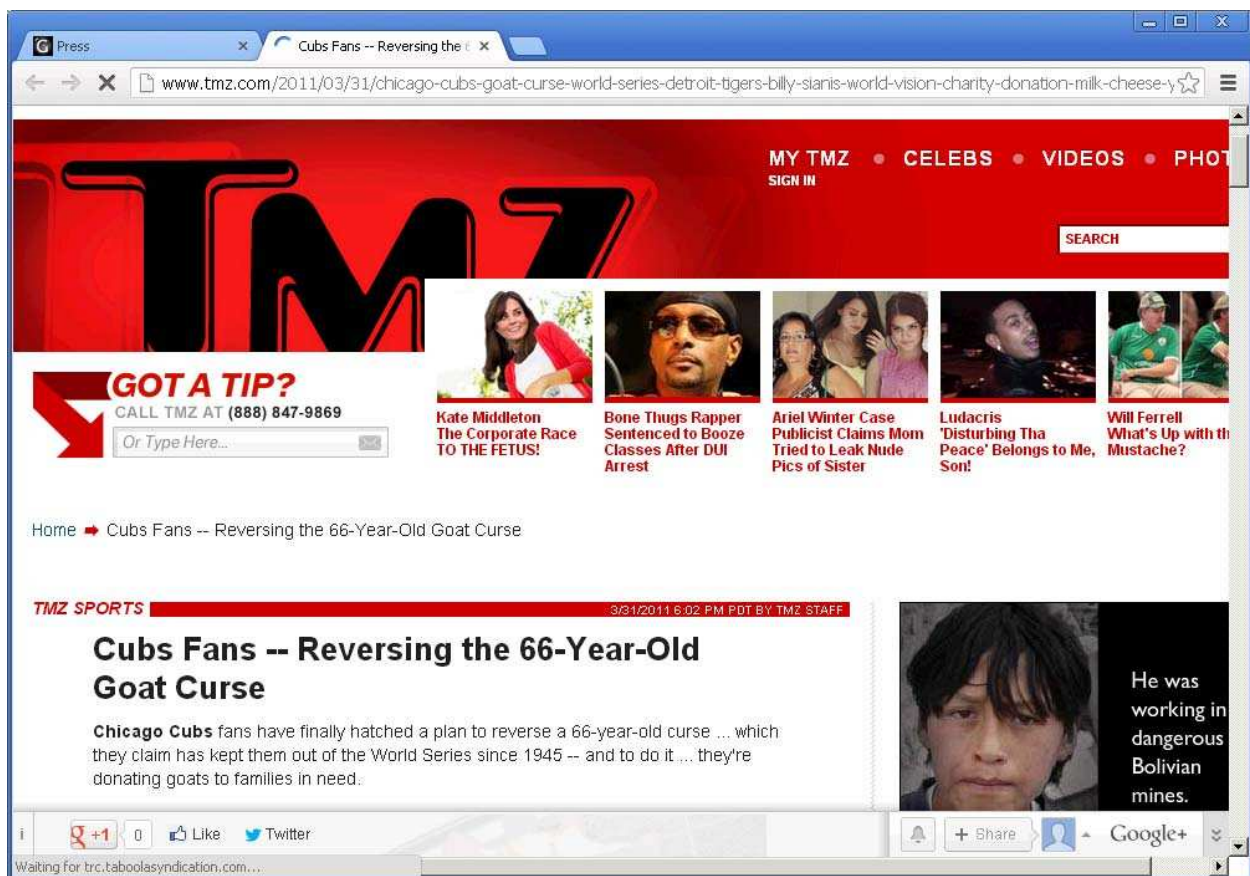 Press
Cubs Fans -- Reversing the 6
www.tmz.com/2011/03/31/chicago-cubs-goat-curse-world-series-detroit-tigers-billy-sianis-world-vision-charity-donation-milk-cheese-y
TMZ
MY TMZ • CELEBS • VIDEOS • PHOT
SIGN IN
SEARCH
GOT A TIP?
CALL TMZ AT (888) 847-9869
Or Type Here...
Kate Middleton
The Corporate Race
TO THE FETUS!
Bone Thugs Rapper
Sentenced to Booze
Classes After DUI
Arrest
Ariel Winter Case
Publicist Claims Mom
Tried to Leak Nude
Pics of Sister
Ludacris
'Disturbing Tha
Peace' Belongs to Me,
Son!
Will Ferrell
What's Up with th
Mustache?
Home Cubs Fans -- Reversing the 66-Year-Old Goat Curse
TMZ SPORTS 3/31/2011 6:02 PM PDT BY TMZ STAFF
Cubs Fans -- Reversing the 66-Year-Old
Goat Curse
Chicago Cubs fans have finally hatched a plan to reverse a 66-year-old curse ... which
they claim has kept them out of the World Series since 1945 -- and to do it ... they're
donating goats to families in need.
He was
working in
dangerous
Bolivian
mines.
i g +1 0 Like Twitter + Share Google+
Waiting for trc.taboolasyndication.com...